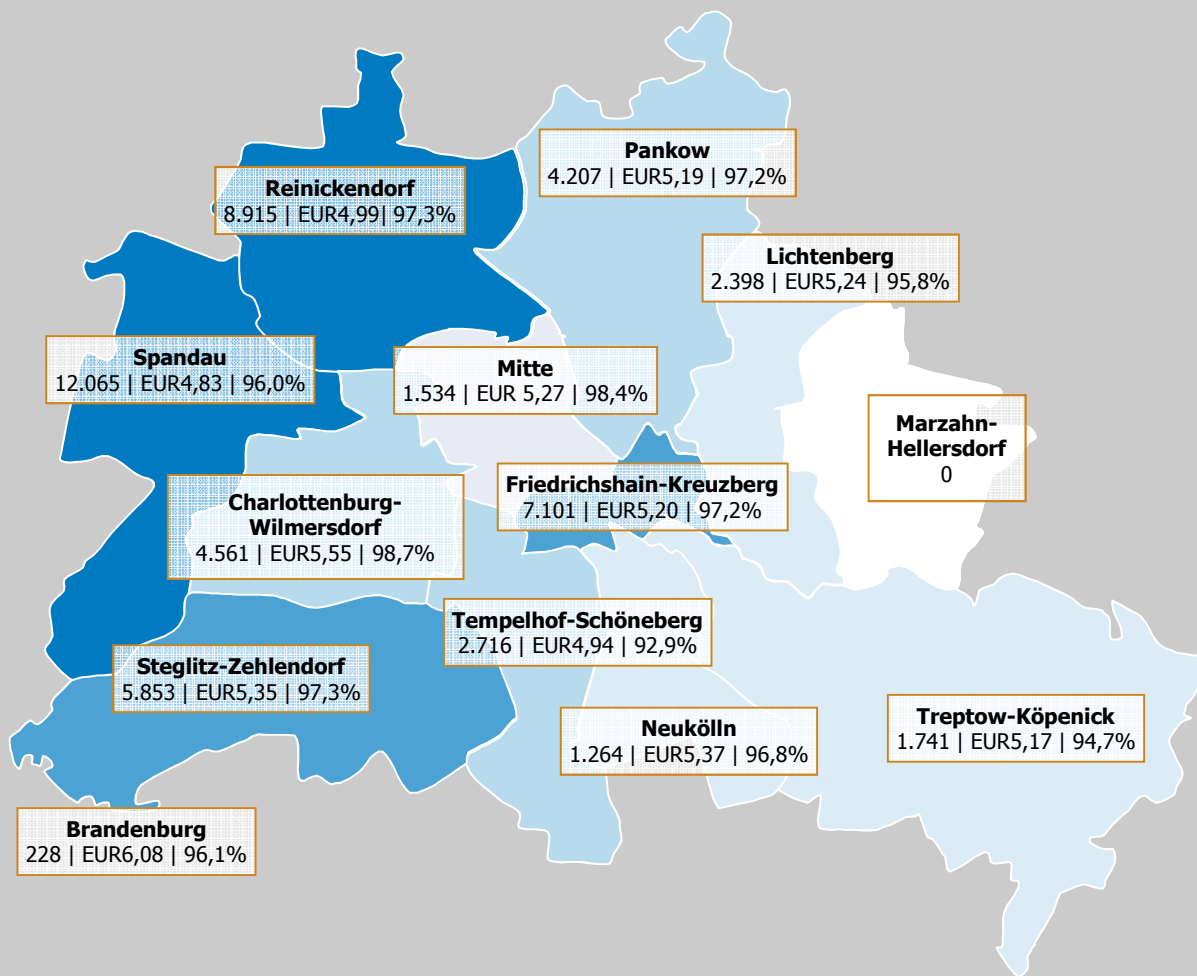 Pankow
4.207 | EUR5,19 | 97,2%
Reinickendorf
8.915 | EUR4,99| 97,3%
Lichtenberg
2.398 | EUR5,24 | 95,8%
Spandau
12.065 | EUR4,83 | 96,0%
Mitte
1.534 | EUR 5,27 | 98,4%
Marzahn-
Hellersdorf
0
Friedrichshain-Kreuzberg
7.101 | EUR5,20 | 97,2%
Charlottenburg-
Wilmersdorf
4.561 | EUR5,55 | 98,7%
Tempelhof-Schöneberg
2.716 | EUR4,94 | 92,9%
Steglitz-Zehlendorf
5.853 | EUR5,35 | 97,3%
Neukölln
1.264 | EUR5,37 | 96,8%
Treptow-Köpenick
1.741 | EUR5,17 | 94,7%
Brandenburg
228 | EUR6,08 | 96,1%